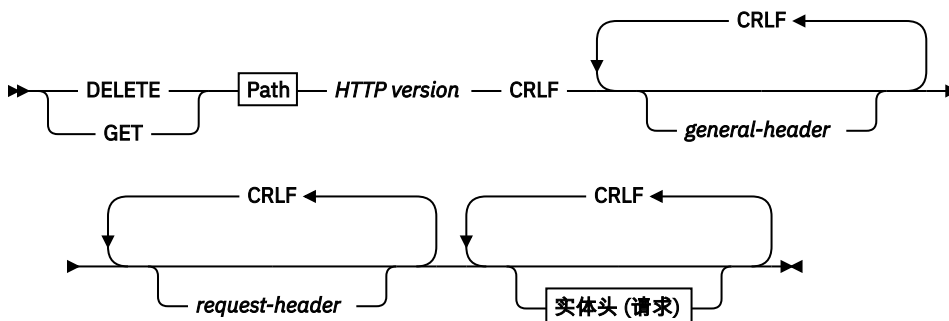 CRLF
DELETE Path HTTP version CRLF
GET general-header
CRLF CRLF
request-header 实体头 (请求)